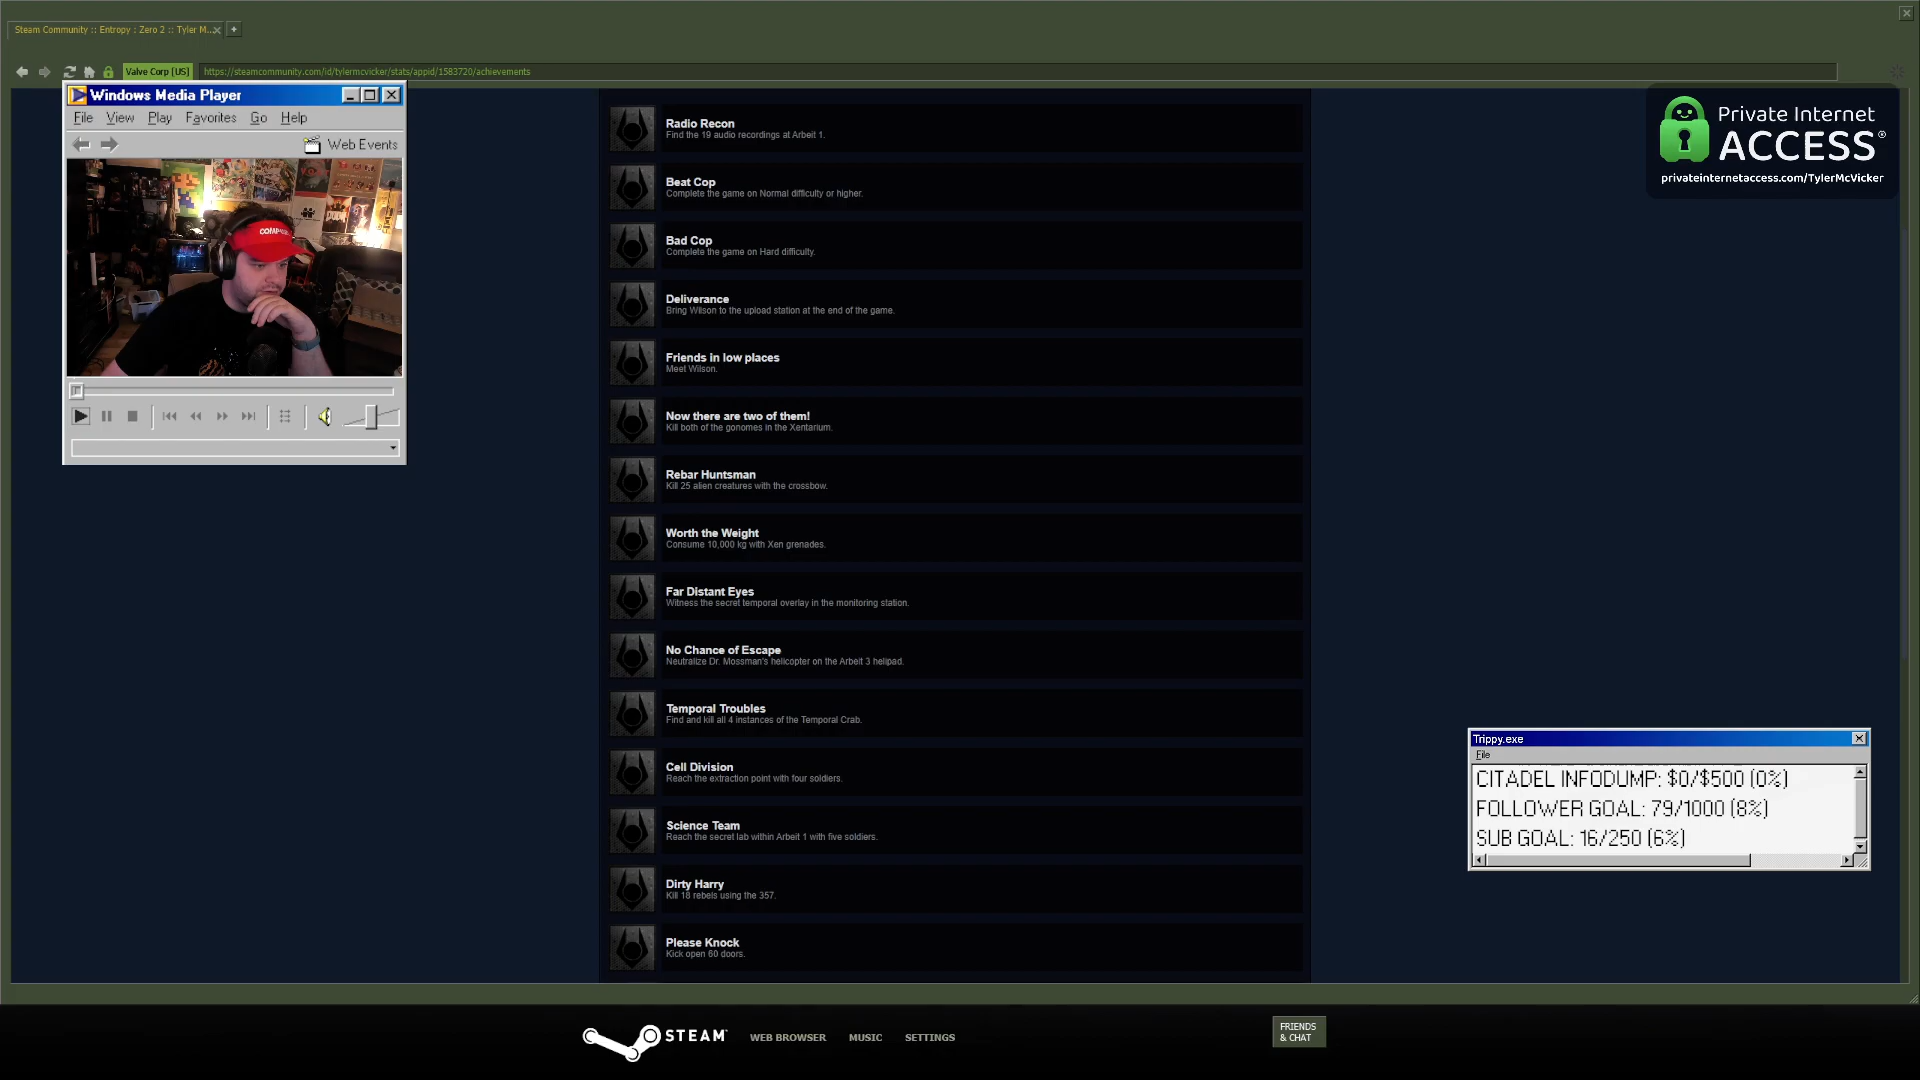 Steam Community :: Entropy : Zero 2 :: Tyler M...
Valve Corp [US]
https://steamcommunity.com/id/tylermcvicker/stats/appid/1583720/achievements
Windows Media Player
File View Play Favorites Go Help
Web Events
Private Internet
ACCESS®
privateinternetaccess.com/TylerMcVicker
Radio Recon
Find the 19 audio recordings at Arbeit 1.
Beat Cop
Complete the game on Normal difficulty or higher.
Bad Cop
Complete the game on Hard difficulty.
Deliverance
Bring Wilson to the upload station at the end of the game.
Friends in low places
Meet Wilson.
Now there are two of them!
Kill both of the gonomes in the Xentarium.
Rebar Huntsman
Kill 25 alien creatures with the crossbow.
Worth the Weight
Consume 10,000 kg with Xen grenades.
Far Distant Eyes
Witness the secret temporal overlay in the monitoring station.
No Chance of Escape
Neutralize Dr. Mossman's helicopter on the Arbeit 3 helipad.
Temporal Troubles
Find and kill all 4 instances of the Temporal Crab.
Cell Division
Reach the extraction point with four soldiers.
Science Team
Reach the secret lab within Arbeit 1 with five soldiers.
Dirty Harry
Kill 18 rebels using the 357.
Please Knock
Kick open 60 doors.
Trippy.exe
File
CITADEL INFODUMP: $0/$500 (0%)
FOLLOWER GOAL: 79/1000 (8%)
SUB GOAL: 16/250 (6%)
STEAM
WEB BROWSER MUSIC SETTINGS
FRIENDS
& CHAT